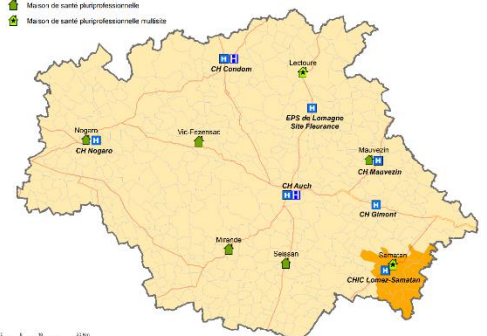 Maison de santé pluriprofessionnelle
Maison de santé pluriprofessionnelle multisite
H H
CH Condom
Lectoure
H
EPS de Lomagne
Site Fleurance
Nogaro
H
CH Nogaro
Vic-Fezensac
Mauvezin
H
CH Mauvezin
CH Auch
H H
H
CH Gimont
Mirande
Seissan
Samatan
H
CHIC Lombez-Samatan